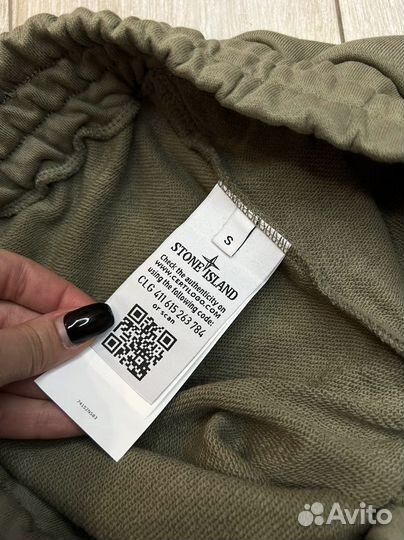 S
STONE ISLAND
Check the authenticity on
WWW.CERTILOGO.COM
using the following code:
CLG 411 615 263 784
or scan
Avito